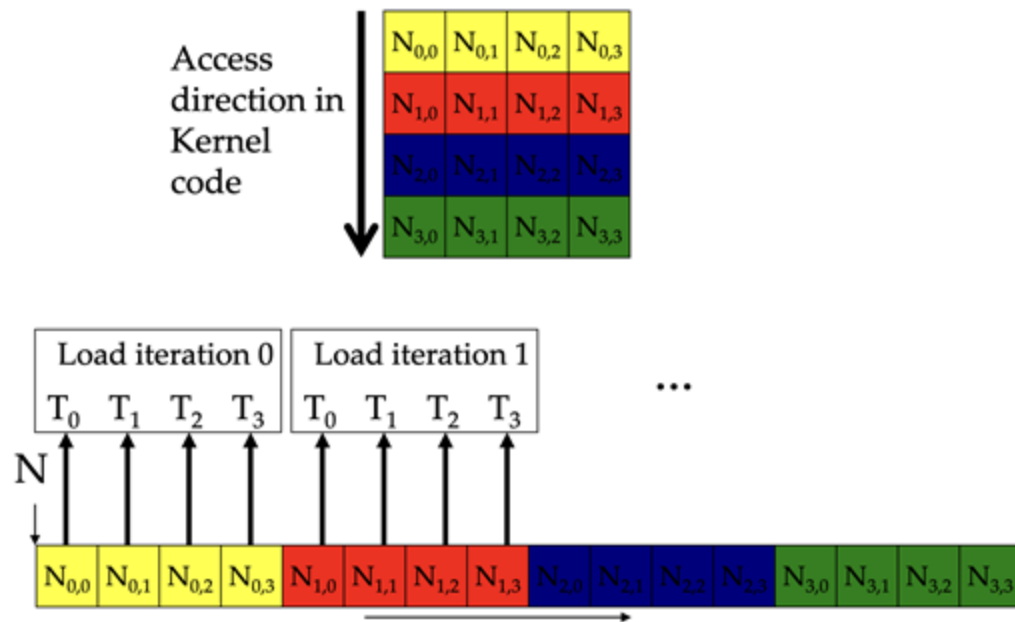 Access
direction in
Kernel
code
N0,0 N0,1 N0,2 N0,3
N1,0 N1,1 N1,2 N1,3
N2,0 N2,1 N2,2 N2,3
N3,0 N3,1 N3,2 N3,3
Load iteration 0
T0 T1 T2 T3
Load iteration 1
T0 T1 T2 T3
...
N
N0,0 N0,1 N0,2 N0,3 N1,0 N1,1 N1,2 N1,3 N2,0 N2,1 N2,2 N2,3 N3,0 N3,1 N3,2 N3,3